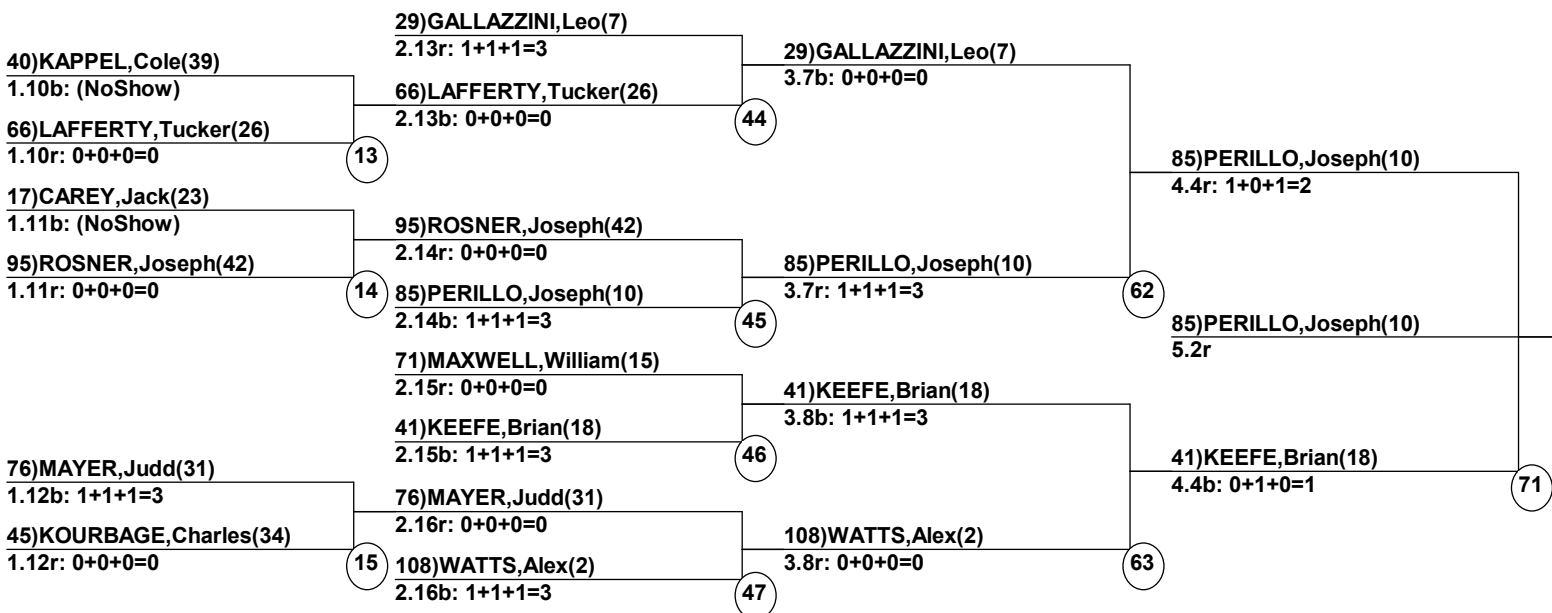 40)KAPPEL,Cole(39)
1.10b: (NoShow)
66)LAFFERTY,Tucker(26)
1.10r: 0+0+0=0
13
17)CAREY,Jack(23)
1.11b: (NoShow)
95)ROSNER,Joseph(42)
1.11r: 0+0+0=0
14
76)MAYER,Judd(31)
1.12b: 1+1+1=3
45)KOURBAGE,Charles(34)
1.12r: 0+0+0=0
15
29)GALLAZZINI,Leo(7)
2.13r: 1+1+1=3
66)LAFFERTY,Tucker(26)
2.13b: 0+0+0=0
44
95)ROSNER,Joseph(42)
2.14r: 0+0+0=0
85)PERILLO,Joseph(10)
2.14b: 1+1+1=3
45
71)MAXWELL,William(15)
2.15r: 0+0+0=0
41)KEEFE,Brian(18)
2.15b: 1+1+1=3
46
76)MAYER,Judd(31)
2.16r: 0+0+0=0
108)WATTS,Alex(2)
2.16b: 1+1+1=3
47
29)GALLAZZINI,Leo(7)
3.7b: 0+0+0=0
85)PERILLO,Joseph(10)
3.7r: 1+1+1=3
62
41)KEEFE,Brian(18)
3.8b: 1+1+1=3
108)WATTS,Alex(2)
3.8r: 0+0+0=0
63
85)PERILLO,Joseph(10)
4.4r: 1+0+1=2
85)PERILLO,Joseph(10)
5.2r
41)KEEFE,Brian(18)
4.4b: 0+1+0=1
71